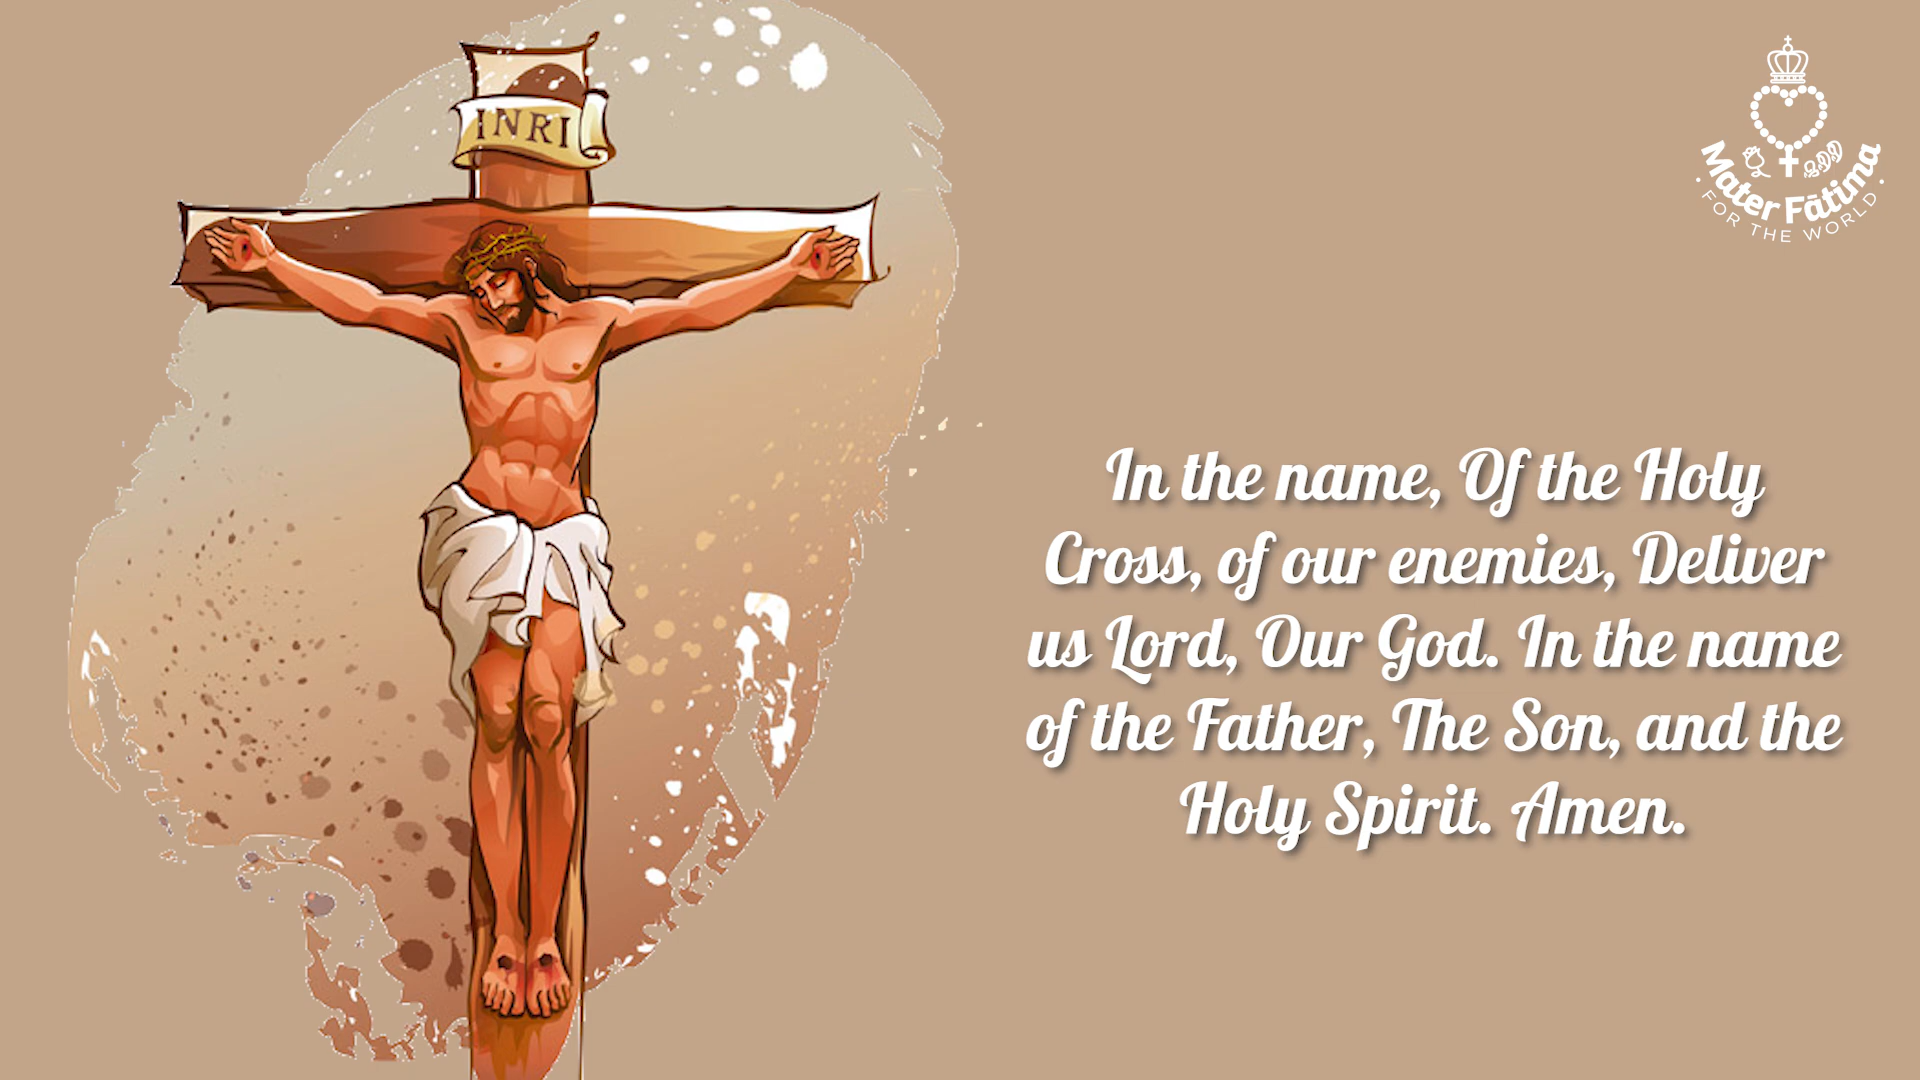 INRI
Mater Fátima
• FOR THE WORLD •
In the name, Of the Holy
Cross, of our enemies, Deliver
us Lord, Our God. In the name
of the Father, The Son, and the
Holy Spirit. Amen.